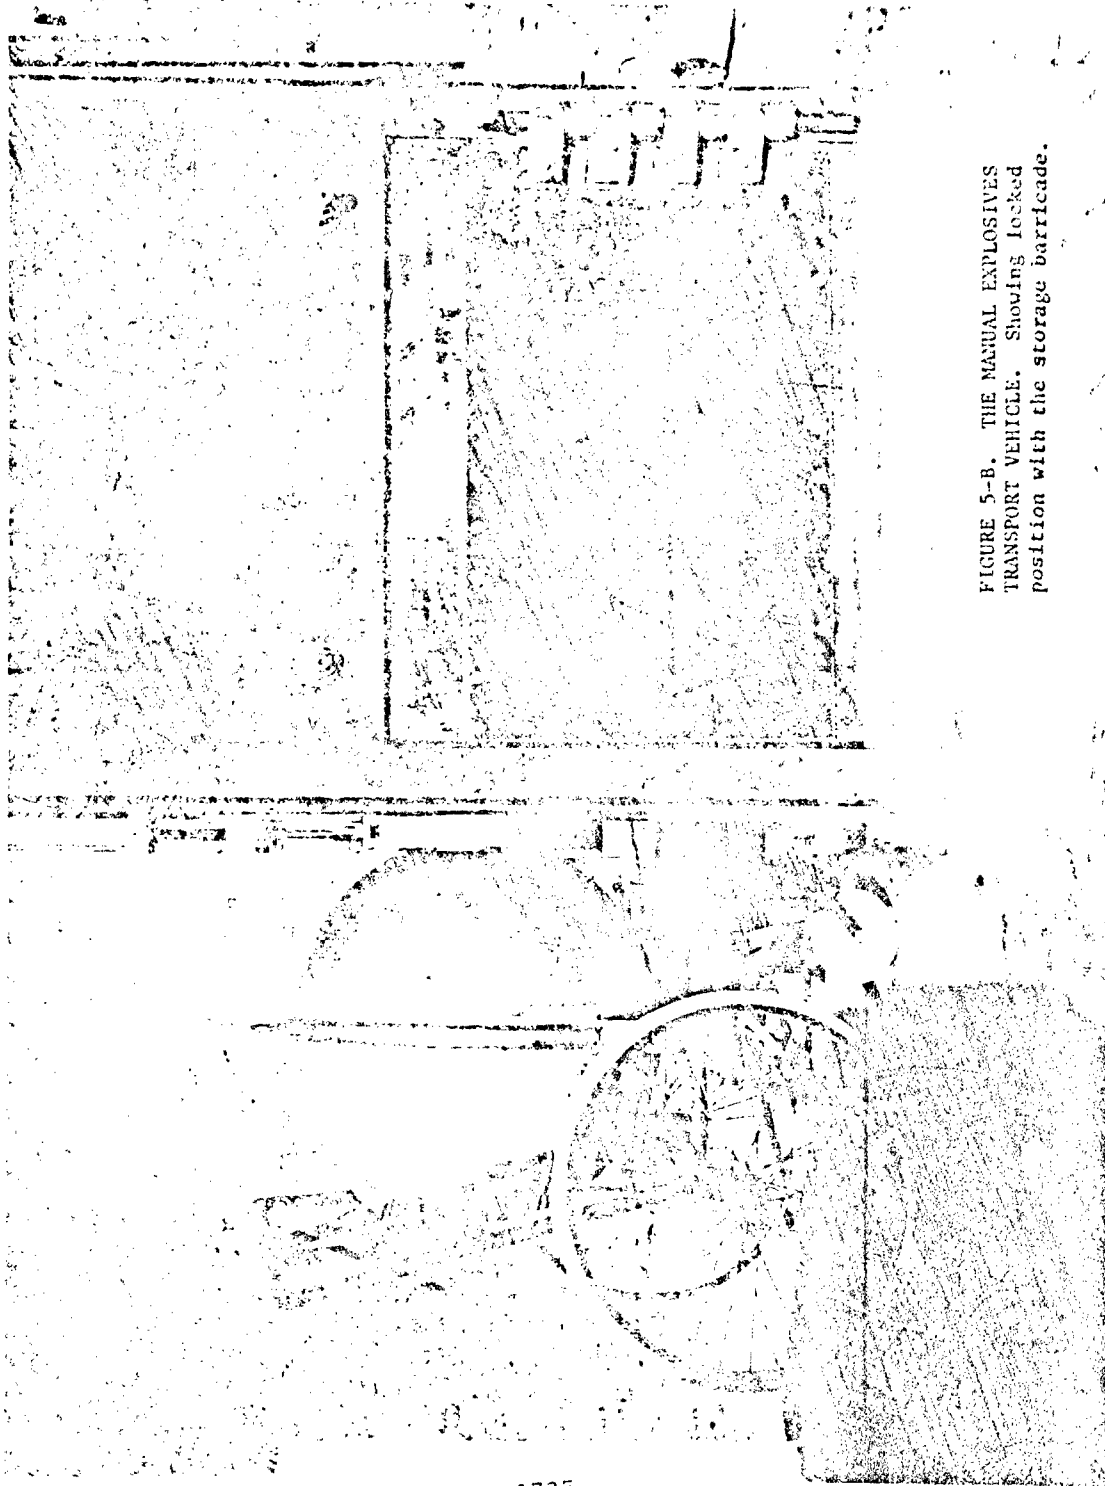 FIGURE 5-B. THE MANUAL EXPLOSIVES
TRANSPORT VEHICLE. Showing locked
position with the storage barricade.